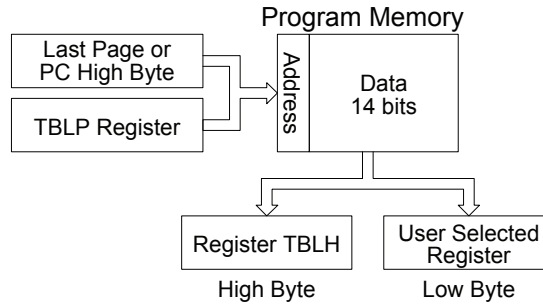 Program Memory
Last Page or
PC High Byte
TBLP Register
Address
Data
14 bits
Register TBLH
User Selected
Register
High Byte
Low Byte